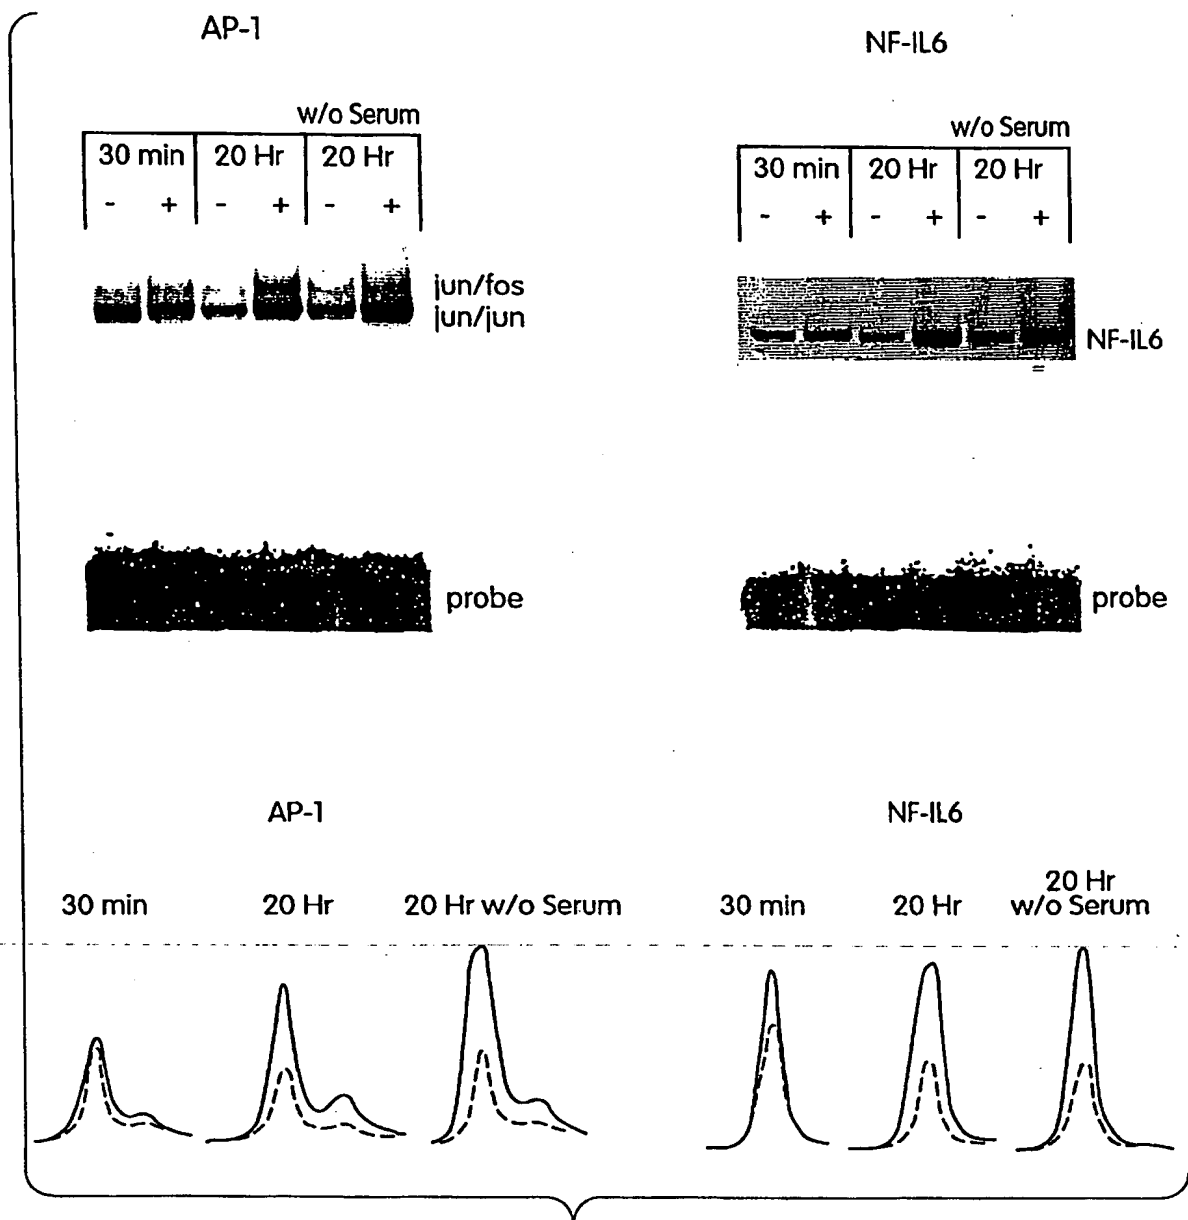 AP-1
w/o Serum
30 min 20 Hr 20 Hr
- + - + - +
jun/fos
jun/jun
probe
NF-IL6
w/o Serum
30 min 20 Hr 20 Hr
- + - + - +
NF-IL6
probe
AP-1
30 min 20 Hr 20 Hr w/o Serum
NF-IL6
30 min 20 Hr 20 Hr
w/o Serum